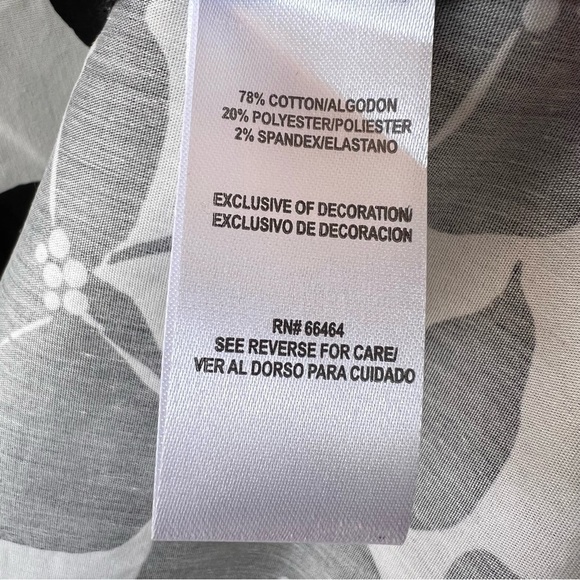 78% COTTON/ALGODON
20% POLYESTER/POLIESTER
2% SPANDEX/ELASTANO
EXCLUSIVE OF DECORATION/
EXCLUSIVO DE DECORACION
RN# 66464
SEE REVERSE FOR CARE/
VER AL DORSO PARA CUIDADO